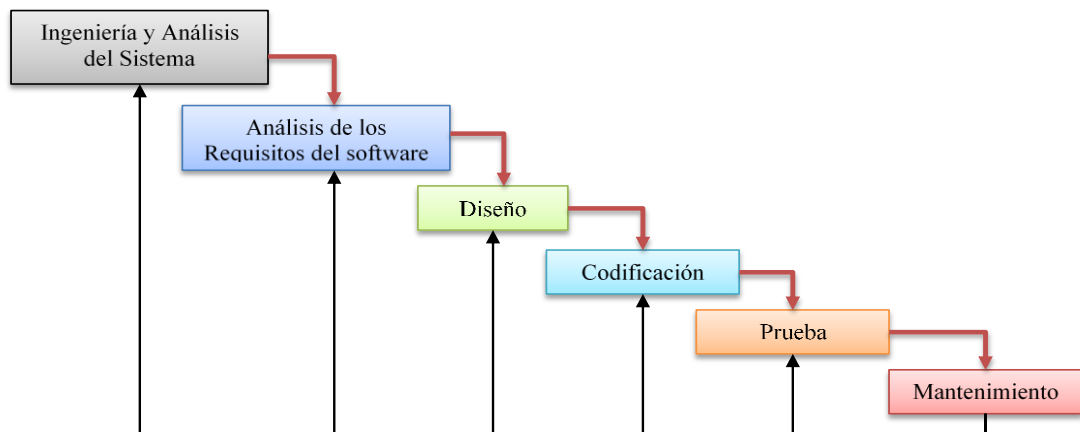 Ingeniería y Análisis
del Sistema
Análisis de los
Requisitos del software
Diseño
Codificación
Prueba
Mantenimiento